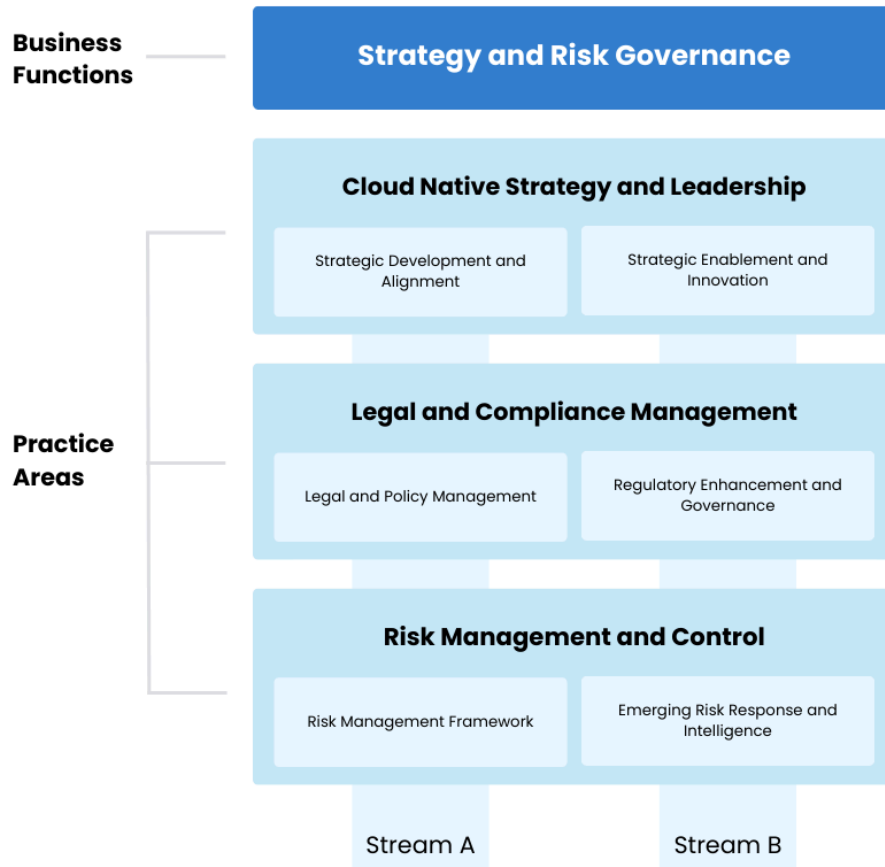 Business
Functions
Strategy and Risk Governance
Cloud Native Strategy and Leadership
Strategic Development and
Alignment
Strategic Enablement and
Innovation
Practice
Areas
Legal and Compliance Management
Legal and Policy Management
Regulatory Enhancement and
Governance
Risk Management and Control
Risk Management Framework
Emerging Risk Response and
Intelligence
Stream A
Stream B